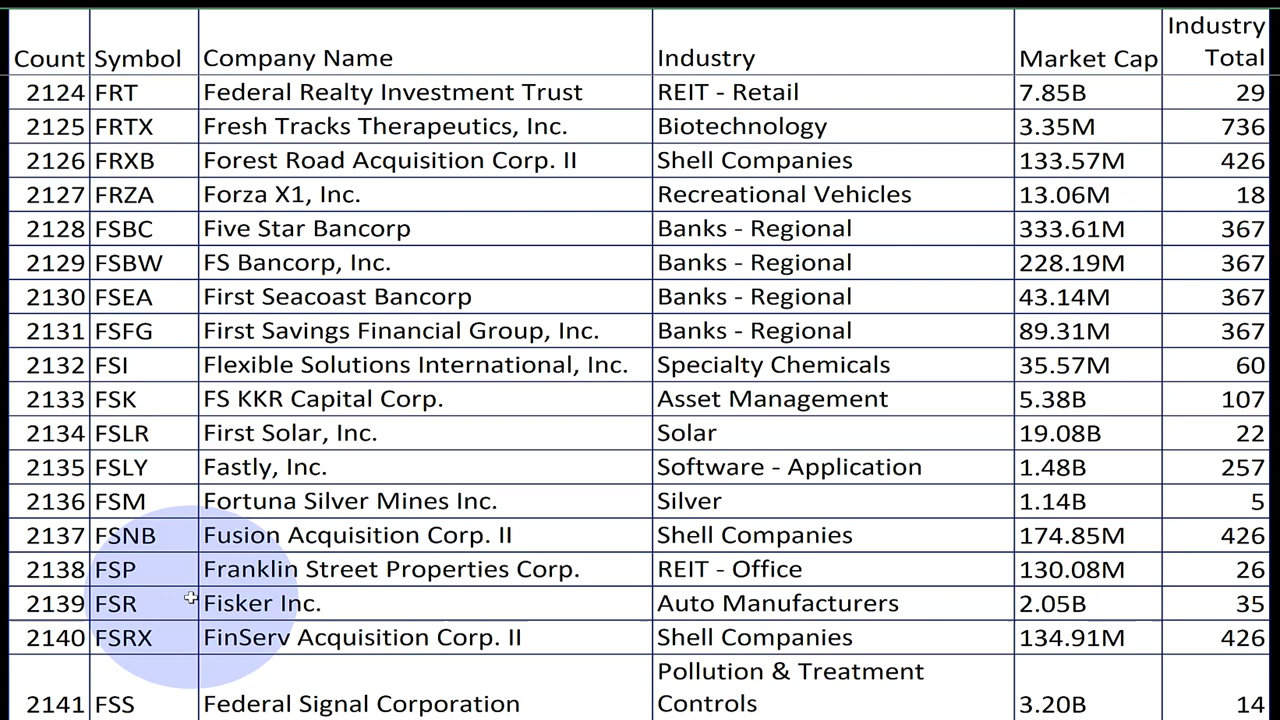 Count Symbol Company Name Industry Market Cap Industry Total
2124 FRT Federal Realty Investment Trust REIT - Retail 7.85B 29
2125 FRTX Fresh Tracks Therapeutics, Inc. Biotechnology 3.35M 736
2126 FRXB Forest Road Acquisition Corp. II Shell Companies 133.57M 426
2127 FRZA Forza X1, Inc. Recreational Vehicles 13.06M 18
2128 FSBC Five Star Bancorp Banks - Regional 333.61M 367
2129 FSBW FS Bancorp, Inc. Banks - Regional 228.19M 367
2130 FSEA First Seacoast Bancorp Banks - Regional 43.14M 367
2131 FSFG First Savings Financial Group, Inc. Banks - Regional 89.31M 367
2132 FSI Flexible Solutions International, Inc. Specialty Chemicals 35.57M 60
2133 FSK FS KKR Capital Corp. Asset Management 5.38B 107
2134 FSLR First Solar, Inc. Solar 19.08B 22
2135 FSLY Fastly, Inc. Software - Application 1.48B 257
2136 FSM Fortuna Silver Mines Inc. Silver 1.14B 5
2137 FSNB Fusion Acquisition Corp. II Shell Companies 174.85M 426
2138 FSP Franklin Street Properties Corp. REIT - Office 130.08M 26
2139 FSR Fisker Inc. Auto Manufacturers 2.05B 35
2140 FSRX FinServ Acquisition Corp. II Shell Companies 134.91M 426
2141 FSS Federal Signal Corporation Pollution & Treatment Controls 3.20B 14